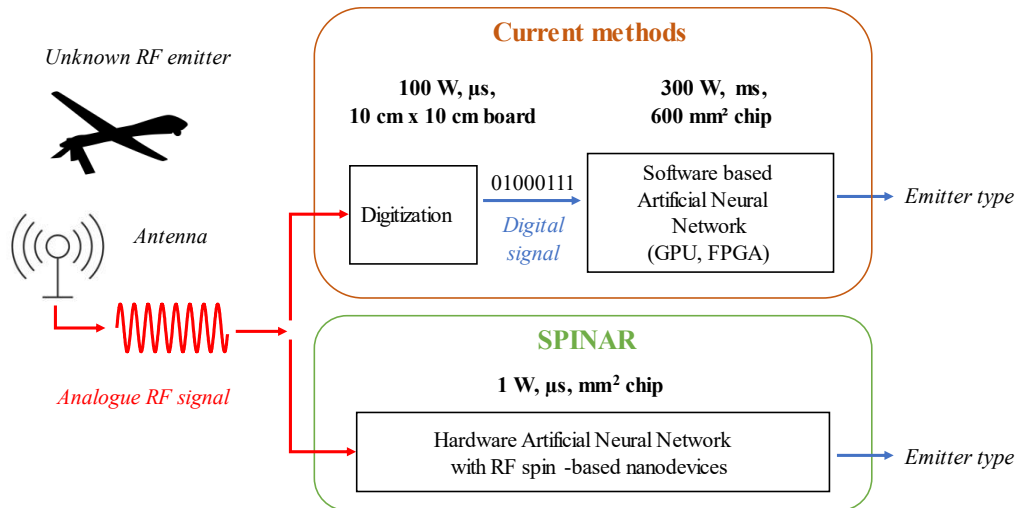 Unknown RF emitter
Antenna
Analogue RF signal
Current methods
100 W, µs,
10 cm x 10 cm board
300 W, ms,
600 mm² chip
Digitization
01000111
Digital
signal
Software based
Artificial Neural
Network
(GPU, FPGA)
Emitter type
SPINAR
1 W, µs, mm² chip
Hardware Artificial Neural Network
with RF spin -based nanodevices
Emitter type